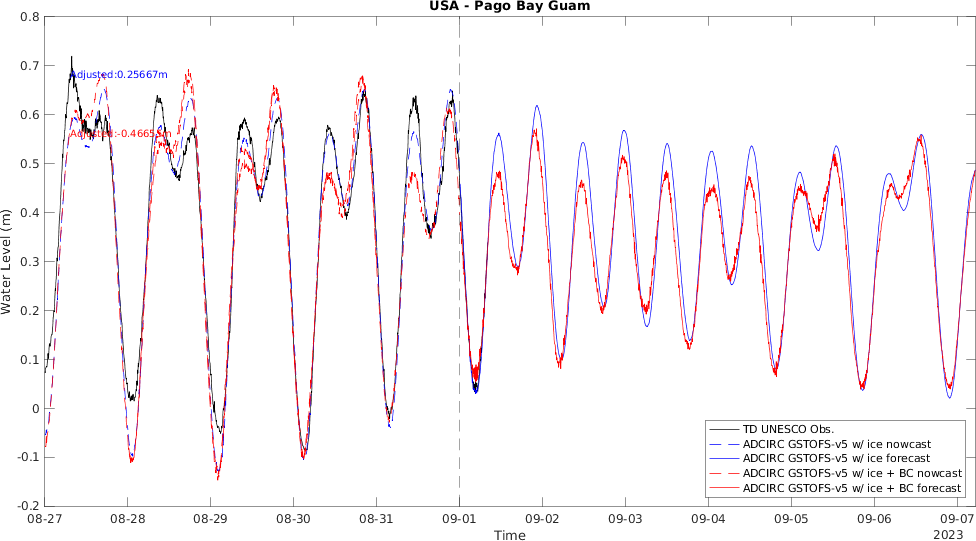 USA - Pago Bay Guam
0.8
0.7
0.6
0.5
0.4
0.3
0.2
0.1
0
-0.1
-0.2
Water Level (m)
Adjusted:0.25667m
TD UNESCO Obs.
ADCIRC GSTOFS-v5 w/ ice nowcast
ADCIRC GSTOFS-v5 w/ ice forecast
ADCIRC GSTOFS-v5 w/ ice + BC nowcast
ADCIRC GSTOFS-v5 w/ ice + BC forecast
08-27 08-28 08-29 08-30 08-31 09-01 09-02 09-03 09-04 09-05 09-06 09-07
Time
2023